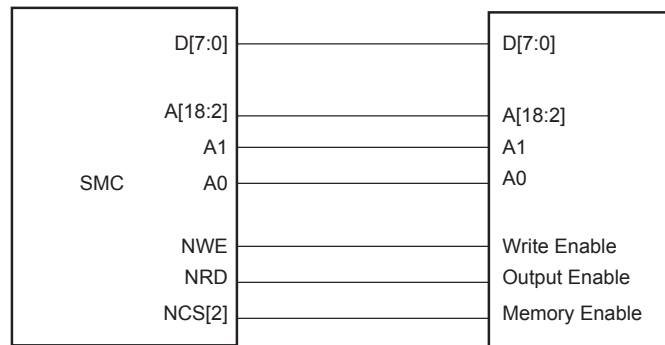 D[7:0] D[7:0]
A[18:2] A[18:2]
A1 A1
SMC A0 A0
NWE Write Enable
NRD Output Enable
NCS[2] Memory Enable